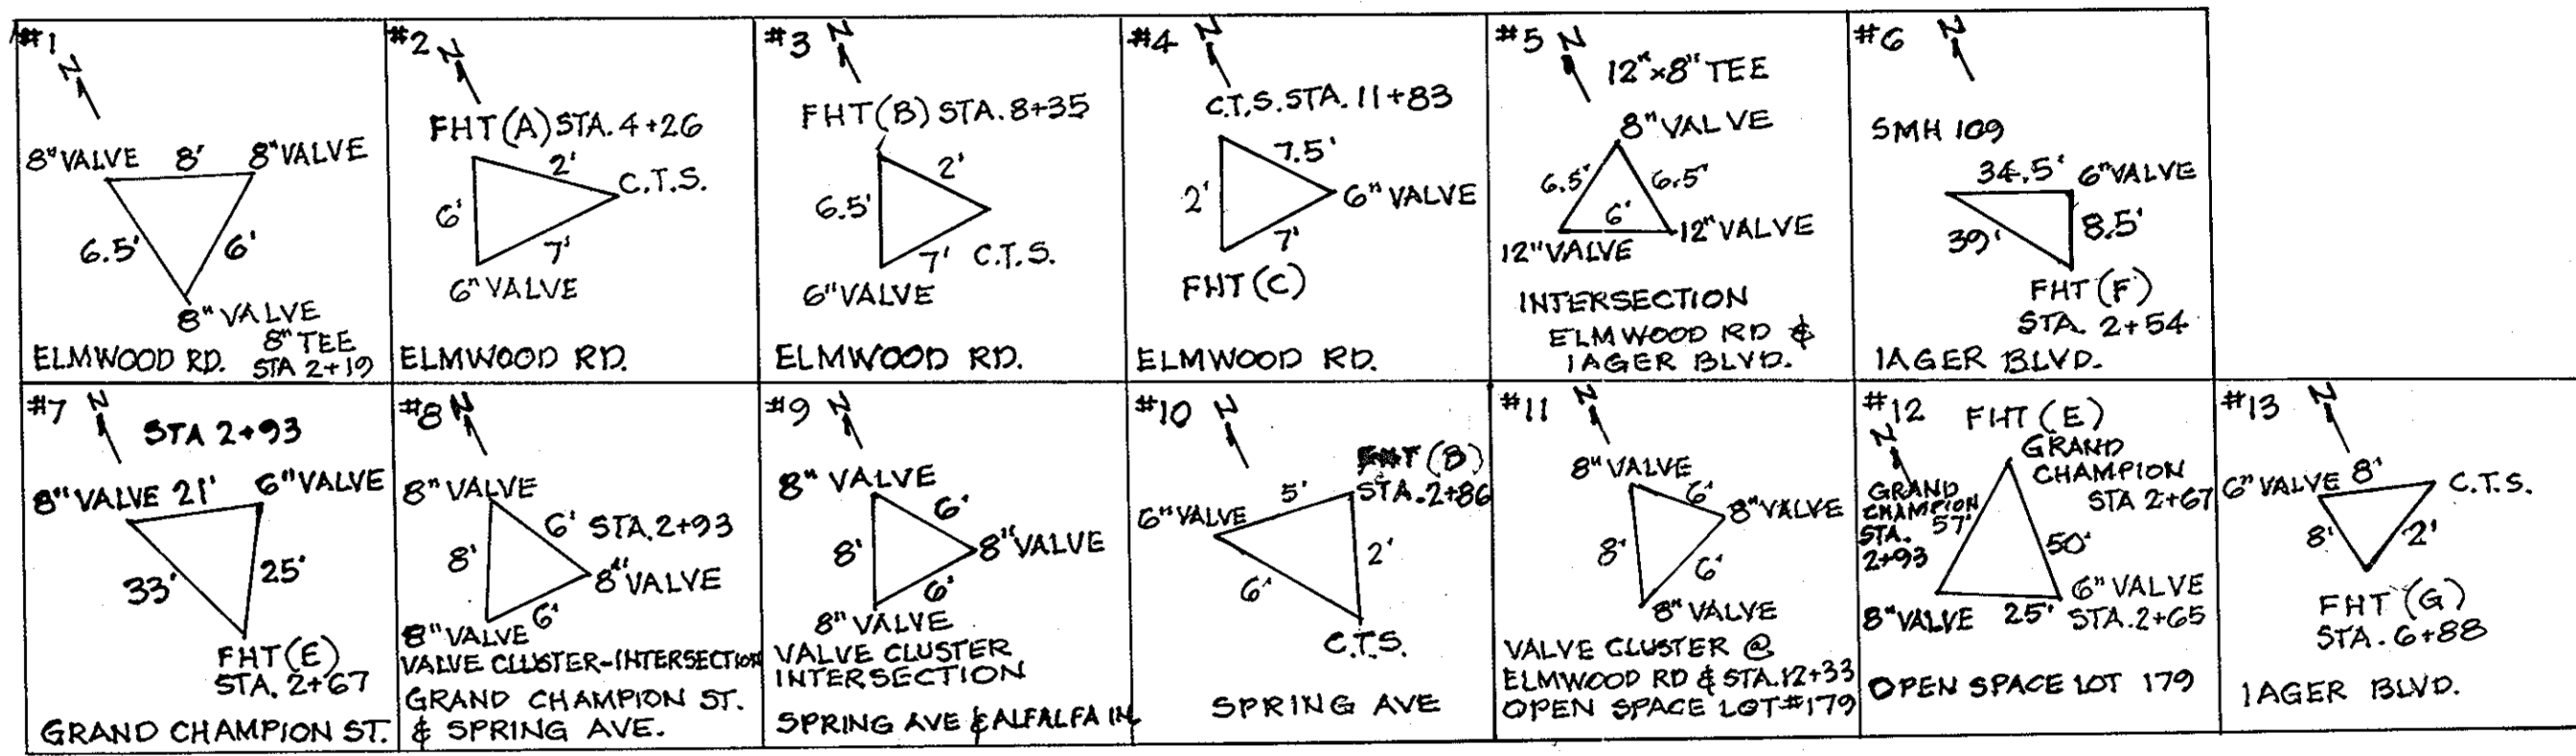 #1
N
8" VALVE 8' 8" VALVE
6.5' 6'
8" VALVE
8" TEE
ELMWOOD RD. STA 2+19
#2
N
FHT(A) STA. 4+26
2'
C.T.S.
6'
7'
6" VALVE
ELMWOOD RD.
#3
N
FHT(B) STA. 8+35
2'
6.5'
7' C.T.S.
6" VALVE
ELMWOOD RD.
#4
N
C.T.S. STA. 11+83
7.5'
2' 6" VALVE
7'
FHT(C)
ELMWOOD RD.
#5
N
12"x8" TEE
8" VALVE
6.5' 6.5'
6'
12" VALVE
12" VALVE
INTERSECTION
ELMWOOD RD &
IAGER BLVD.
#6
N
SMH 109
34.5' 6" VALVE
39' 8.5'
FHT(F)
STA. 2+54
IAGER BLVD.
#7
N
STA 2+93
8" VALVE 21' 6" VALVE
33' 25'
FHT(E)
STA. 2+67
GRAND CHAMPION ST.
#8
N
8" VALVE
6' STA. 2+93
8'
8" VALVE
6'
8" VALVE
VALVE CLUSTER-INTERSECTION
GRAND CHAMPION ST.
& SPRING AVE.
#9
N
8" VALVE
6'
8' 8" VALVE
6'
8" VALVE
VALVE CLUSTER
INTERSECTION
SPRING AVE & ALFALFA LN
#10
N
FHT(B)
STA. 2+86
5'
6" VALVE
2'
6'
C.T.S.
SPRING AVE
#11
N
8" VALVE
6'
8" VALVE
8'
6'
8" VALVE
VALVE CLUSTER @
ELMWOOD RD & STA. 12+33
OPEN SPACE LOT #179
#12
N
FHT(E)
GRAND
CHAMPION
STA 2+67
GRAND
CHAMPION
STA. 57'
2+93
50'
6" VALVE
8" VALVE 25' STA. 2+65
OPEN SPACE LOT 179
#13
N
6" VALVE 8' C.T.S.
8' 2'
FHT(G)
STA. 6+88
IAGER BLVD.